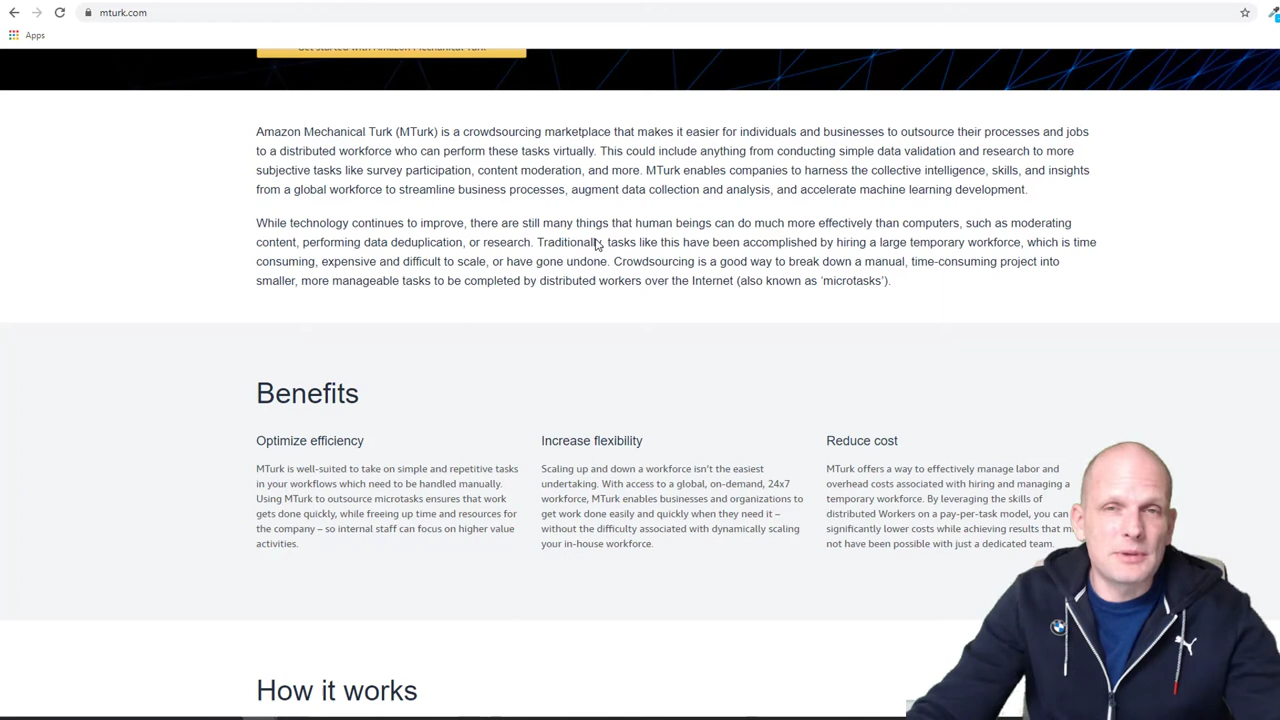 mturk.com
Apps
Get started with Amazon Mechanical Turk
Amazon Mechanical Turk (MTurk) is a crowdsourcing marketplace that makes it easier for individuals and businesses to outsource their processes and jobs
to a distributed workforce who can perform these tasks virtually. This could include anything from conducting simple data validation and research to more
subjective tasks like survey participation, content moderation, and more. MTurk enables companies to harness the collective intelligence, skills, and insights
from a global workforce to streamline business processes, augment data collection and analysis, and accelerate machine learning development.
While technology continues to improve, there are still many things that human beings can do much more effectively than computers, such as moderating
content, performing data deduplication, or research. Traditionally, tasks like this have been accomplished by hiring a large temporary workforce, which is time
consuming, expensive and difficult to scale, or have gone undone. Crowdsourcing is a good way to break down a manual, time-consuming project into
smaller, more manageable tasks to be completed by distributed workers over the Internet (also known as ‘microtasks’).
Benefits
Optimize efficiency
MTurk is well-suited to take on simple and repetitive tasks
in your workflows which need to be handled manually.
Using MTurk to outsource microtasks ensures that work
gets done quickly, while freeing up time and resources for
the company – so internal staff can focus on higher value
activities.
Increase flexibility
Scaling up and down a workforce isn’t the easiest
undertaking. With access to a global, on-demand, 24x7
workforce, MTurk enables businesses and organizations to
get work done easily and quickly when they need it –
without the difficulty associated with dynamically scaling
your in-house workforce.
Reduce cost
MTurk offers a way to effectively manage labor and
overhead costs associated with hiring and managing a
temporary workforce. By leveraging the skills of
distributed Workers on a pay-per-task model, you can
significantly lower costs while achieving results that
not have been possible with just a dedicated team.
How it works